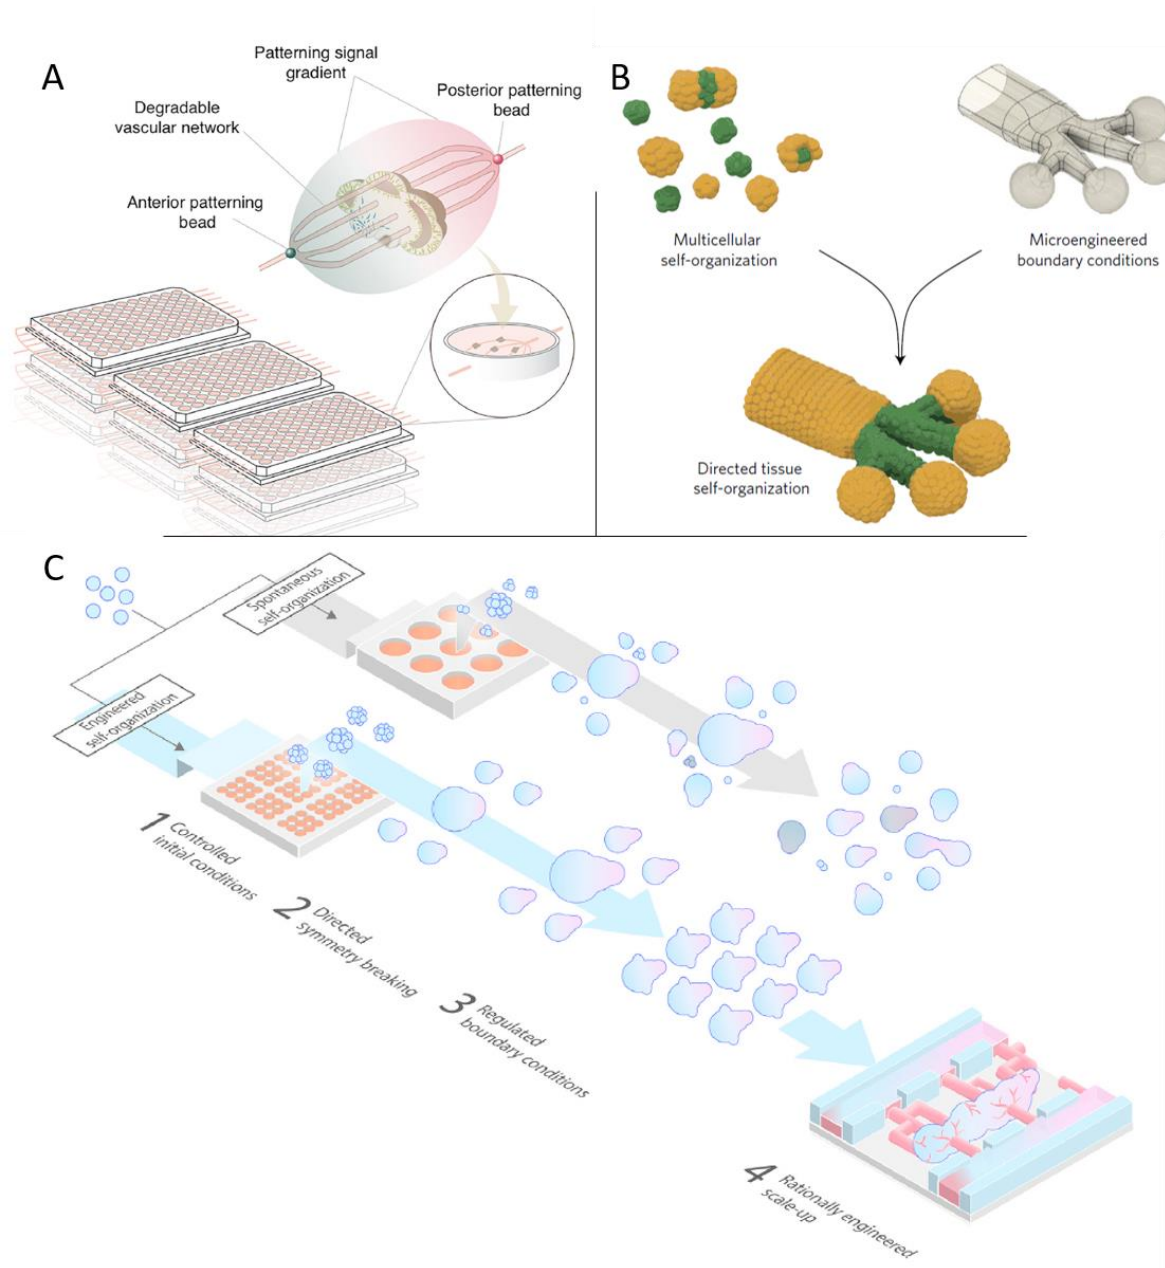 A
Patterning signal
gradient
Posterior patterning
bead
Degradable
vascular network
Anterior patterning
bead
B
Multicellular
self-organization
Microengineered
boundary conditions
Directed tissue
self-organization
C
Spontaneous
self-organization
Engineered
self-organization
1 Controlled
initial conditions
2 Directed
symmetry breaking
3 Regulated
boundary conditions
4 Rationally engineered
scale-up